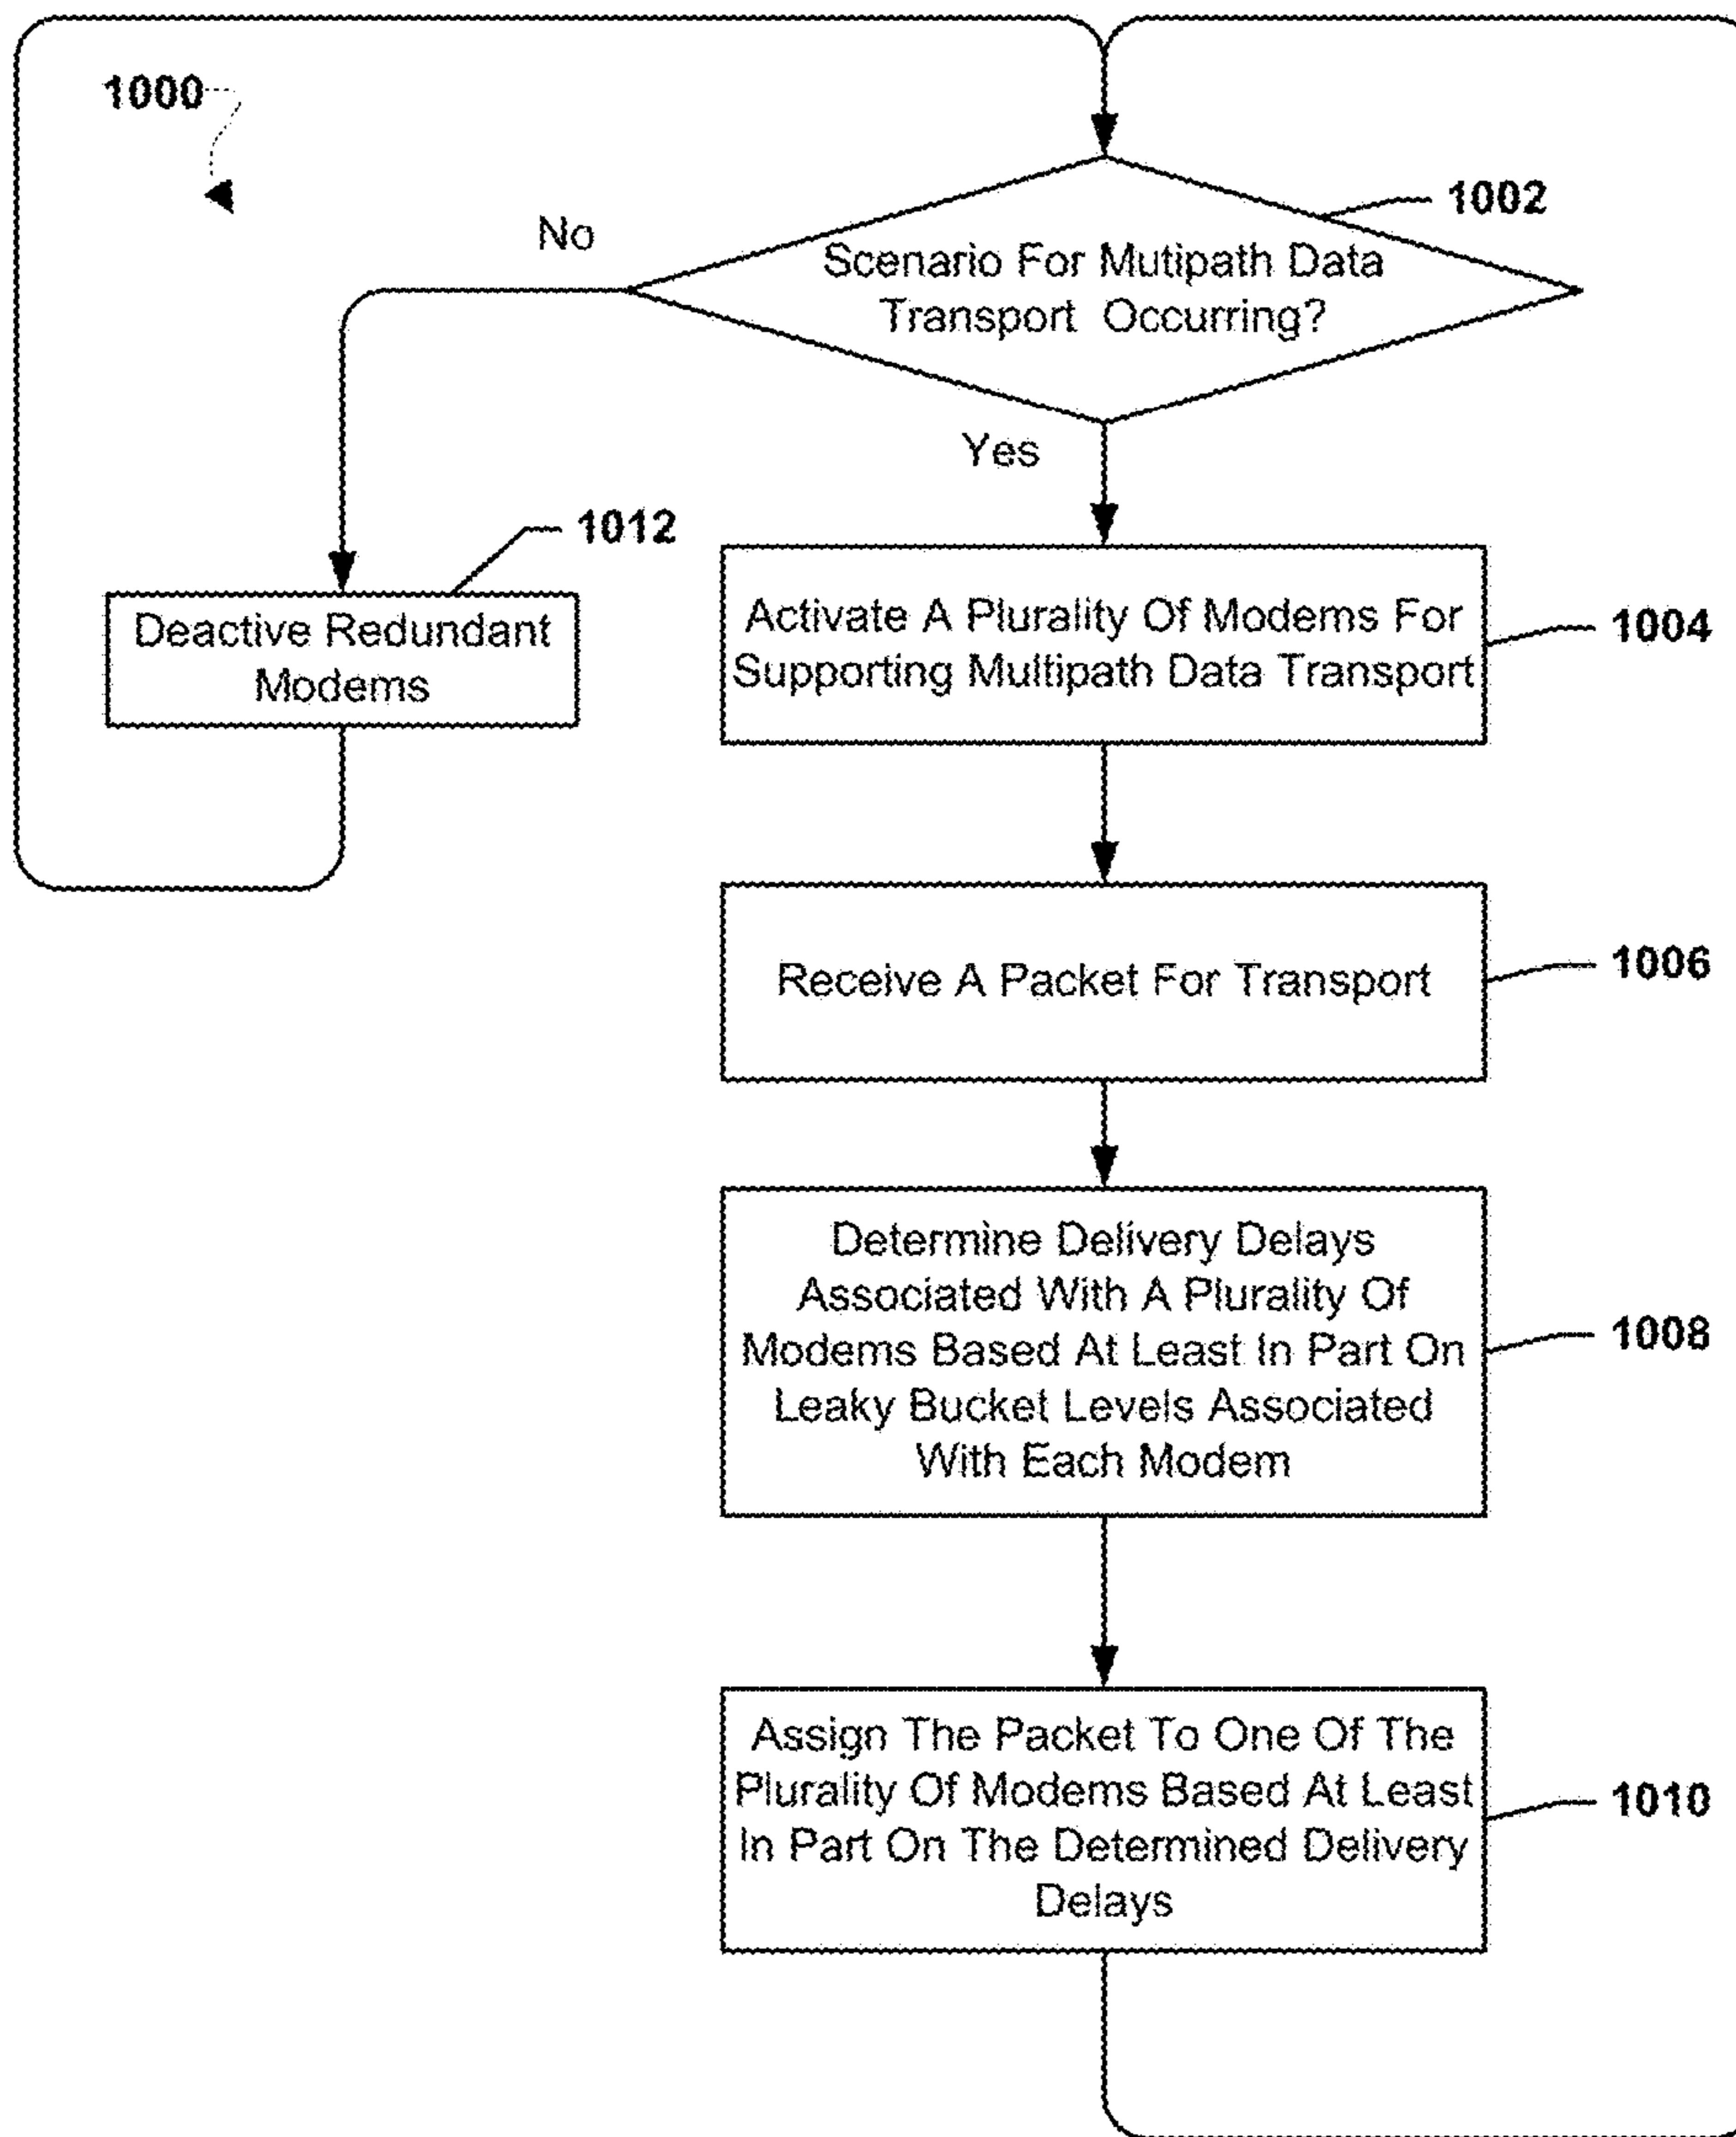 1000
1002
No
Scenario For Mutipath Data
Transport Occurring?
Yes
1012
Deactive Redundant
Modems
Activate A Plurality Of Modems For
Supporting Multipath Data Transport
1004
Receive A Packet For Transport
1006
Determine Delivery Delays
Associated With A Plurality Of
Modems Based At Least In Part On
Leaky Bucket Levels Associated
With Each Modem
1008
Assign The Packet To One Of The
Plurality Of Modems Based At Least
In Part On The Determined Delivery
Delays
1010